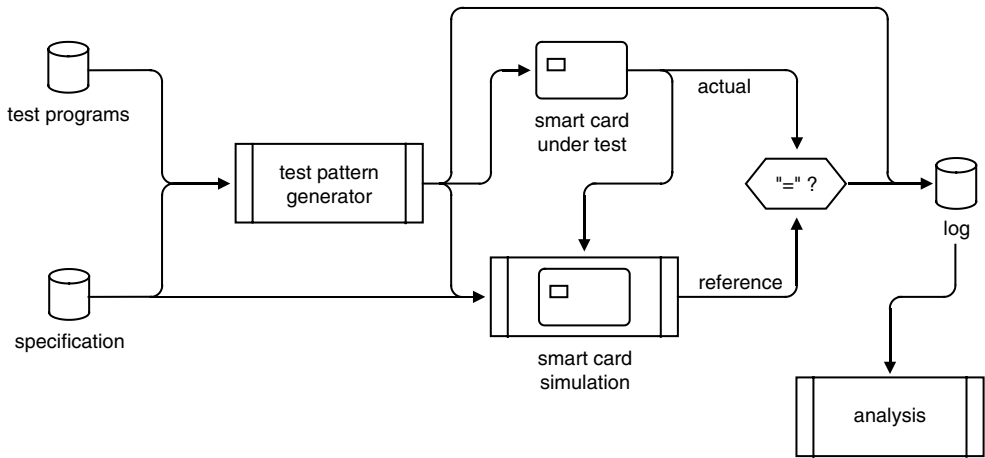 test programs
test pattern
generator
specification
smart card
under test
actual
"=" ?
log
reference
smart card
simulation
analysis